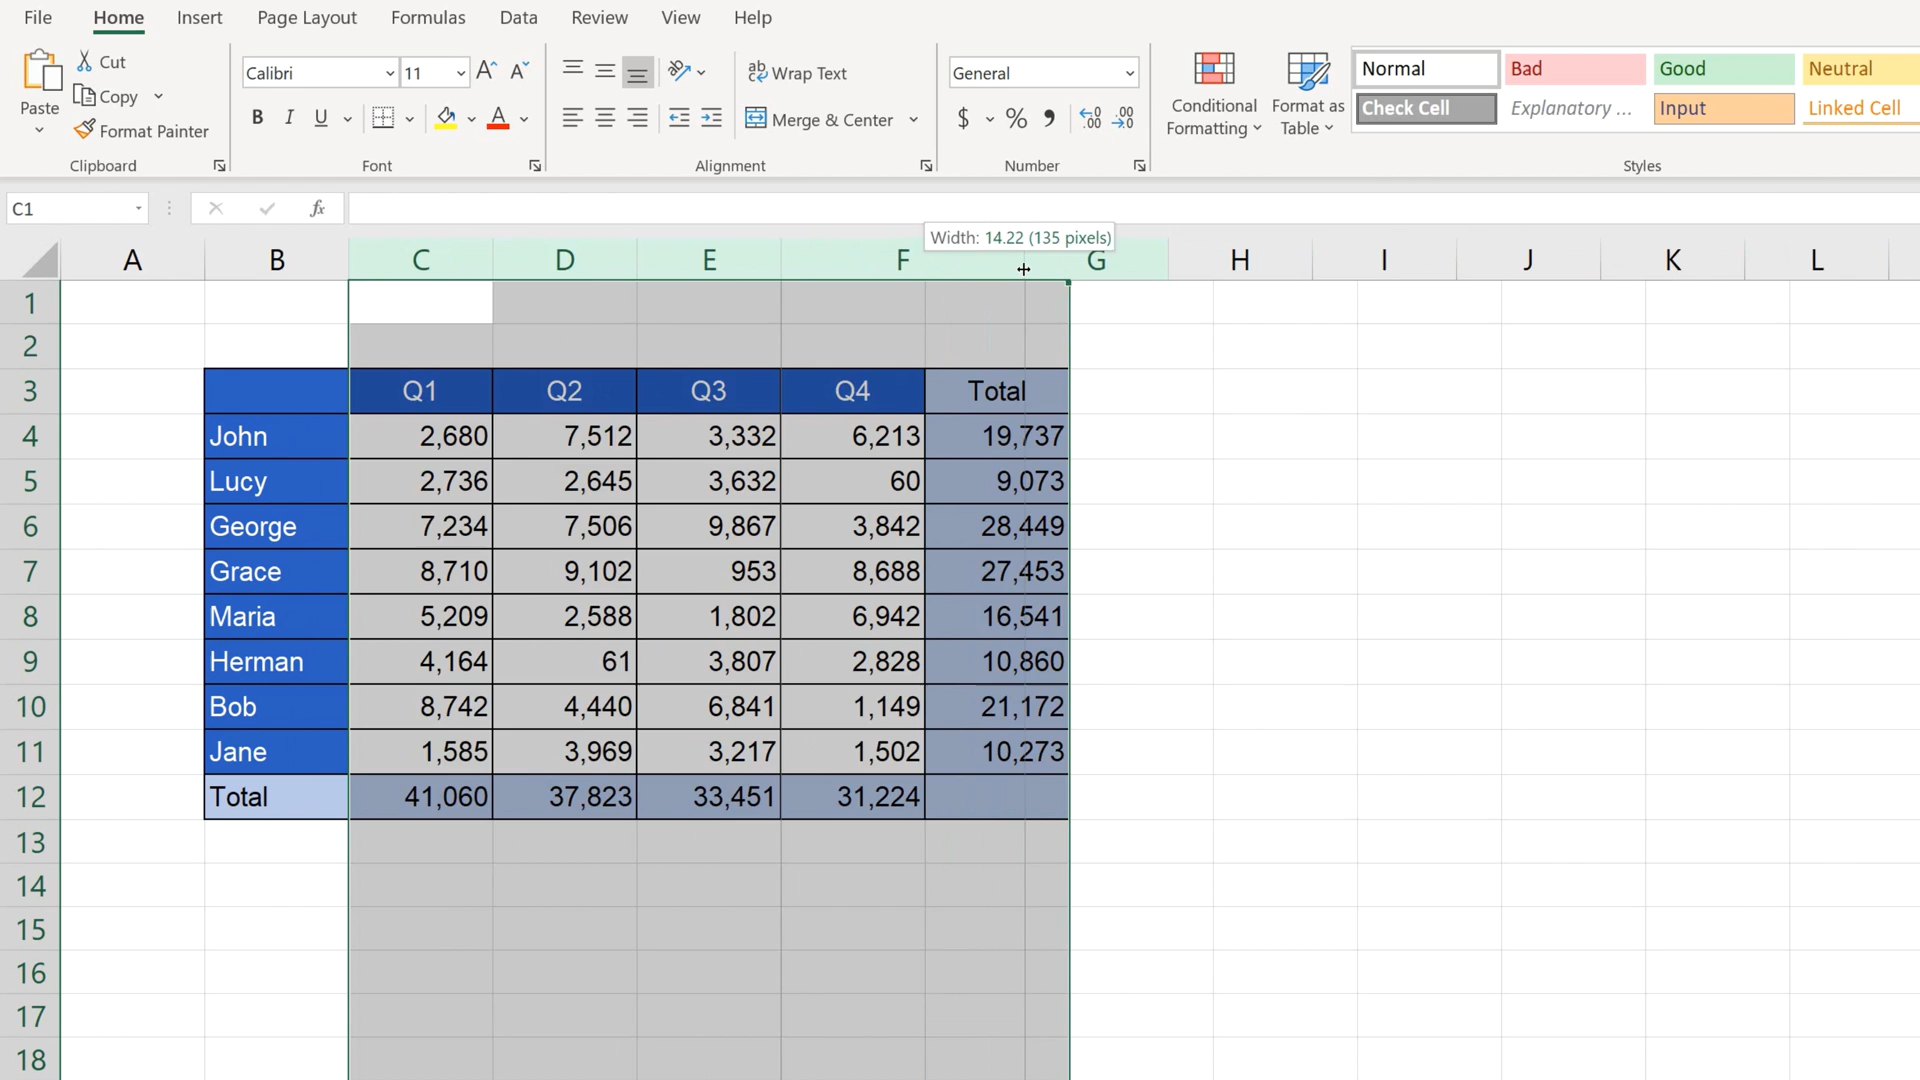 File Home Insert Page Layout Formulas Data Review View Help
Paste
Cut
Copy
Format Painter
Clipboard
Calibri 11 A A
B I U A
Font
ab Wrap Text
Merge & Center
Alignment
General
$ % 9 .00 .00
Number
Conditional Formatting
Format as Table
Normal Bad Good Neutral
Check Cell Explanatory ... Input Linked Cell
Styles
C1 fx
Width: 14.22 (135 pixels)
A B C D E F G H I J K L
1
2
3 Q1 Q2 Q3 Q4 Total
4 John 2,680 7,512 3,332 6,213 19,737
5 Lucy 2,736 2,645 3,632 60 9,073
6 George 7,234 7,506 9,867 3,842 28,449
7 Grace 8,710 9,102 953 8,688 27,453
8 Maria 5,209 2,588 1,802 6,942 16,541
9 Herman 4,164 61 3,807 2,828 10,860
10 Bob 8,742 4,440 6,841 1,149 21,172
11 Jane 1,585 3,969 3,217 1,502 10,273
12 Total 41,060 37,823 33,451 31,224
13
14
15
16
17
18